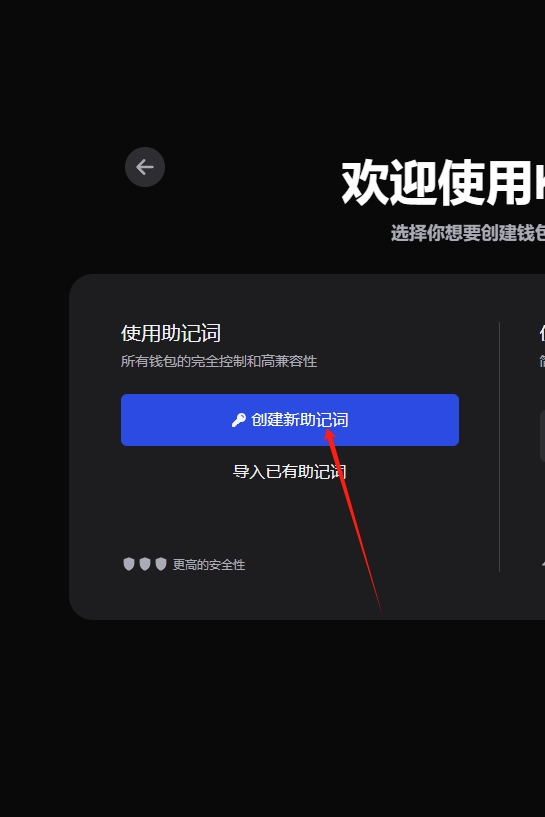 欢迎使用K
选择你想要创建钱包
使用助记词
所有钱包的完全控制和高兼容性
创建新助记词
导入已有助记词
更高的安全性